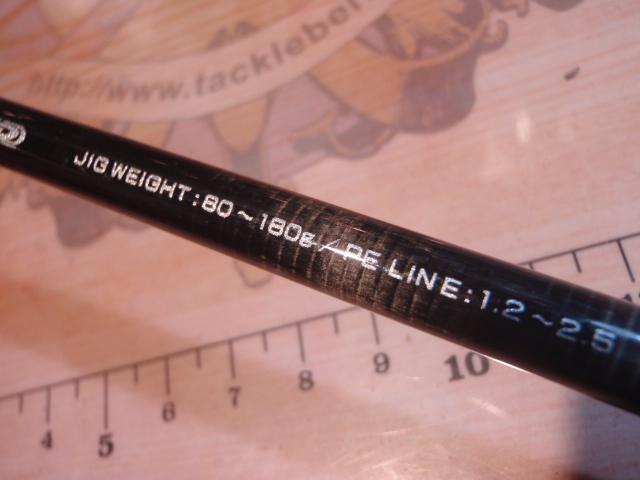 http://www.tacklebe
JIG WEIGHT:80~180g/PE LINE:1.2~2.5
4 5 6 7 8 9 10